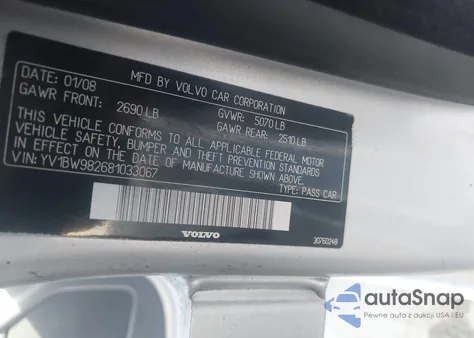 DATE: 01/08 MFD BY VOLVO CAR CORPORATION
GAWR FRONT: 2690 LB GVWR: 5070 LB
GAWR REAR: 2510 LB
THIS VEHICLE CONFORMS TO ALL APPLICABLE FEDERAL MOTOR
VEHICLE SAFETY, BUMPER, AND THEFT PREVENTION STANDARDS
IN EFFECT ON THE DATE OF MANUFACTURE SHOWN ABOVE.
VIN: YV1BW982681033067 TYPE: PASS CAR
VOLVO
30760248
autoSnap
Pewne auta z aukcji USA i EU